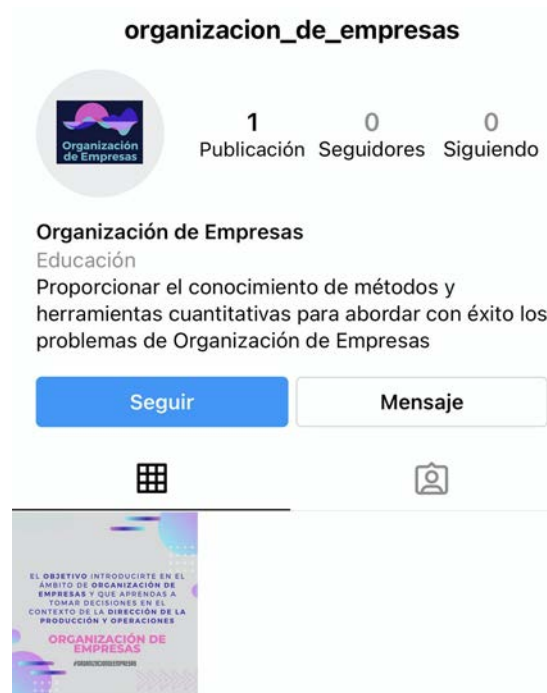 organizacion_de_empresas
Organización
de Empresas
1
Publicación
0
Seguidores
0
Siguiendo
Organización de Empresas
Educación
Proporcionar el conocimiento de métodos y
herramientas cuantitativas para abordar con éxito los
problemas de Organización de Empresas
Seguir
Mensaje
EL OBJETIVO INTRODUCIRTE EN EL
ÁMBITO DE ORGANIZACIÓN DE
EMPRESAS Y QUE APRENDAS A
TOMAR DECISIONES EN EL
CONTEXTO DE LA DIRECCIÓN DE LA
PRODUCCIÓN Y OPERACIONES
ORGANIZACIÓN DE
EMPRESAS